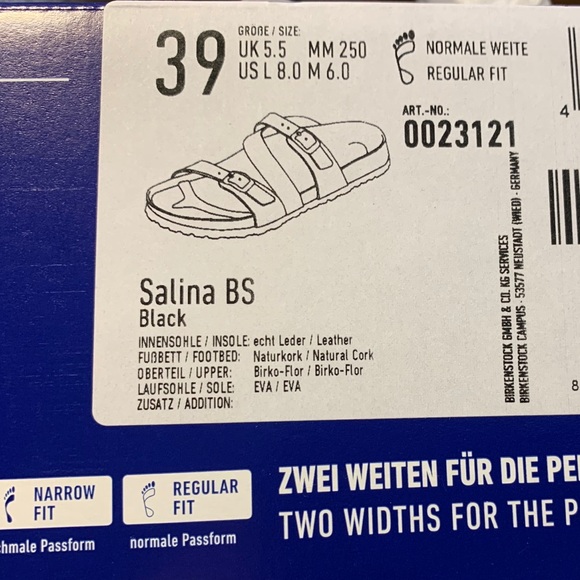 39
GRÖßE / SIZE:
UK 5.5 MM 250
US L 8.0 M 6.0
NORMALE WEITE
REGULAR FIT
ART.-NO.:
0023121
4
Salina BS
Black
INNENSOHLE / INSOLE: echt Leder / Leather
FUßBETT / FOOTBED: Naturkork / Natural Cork
OBERTEIL / UPPER: Birko-Flor / Birko-Flor
LAUFSOHLE / SOLE: EVA / EVA
ZUSATZ / ADDITION:
BIRKENSTOCK GMBH & CO. KG SERVICES
BIRKENSTOCK CAMPUS · 53577 NEUSTADT (WIED) · GERMANY
8
NARROW
FIT
REGULAR
FIT
normale Passform
Passform
ZWEI WEITEN FÜR DIE
TWO WIDTHS FOR THE